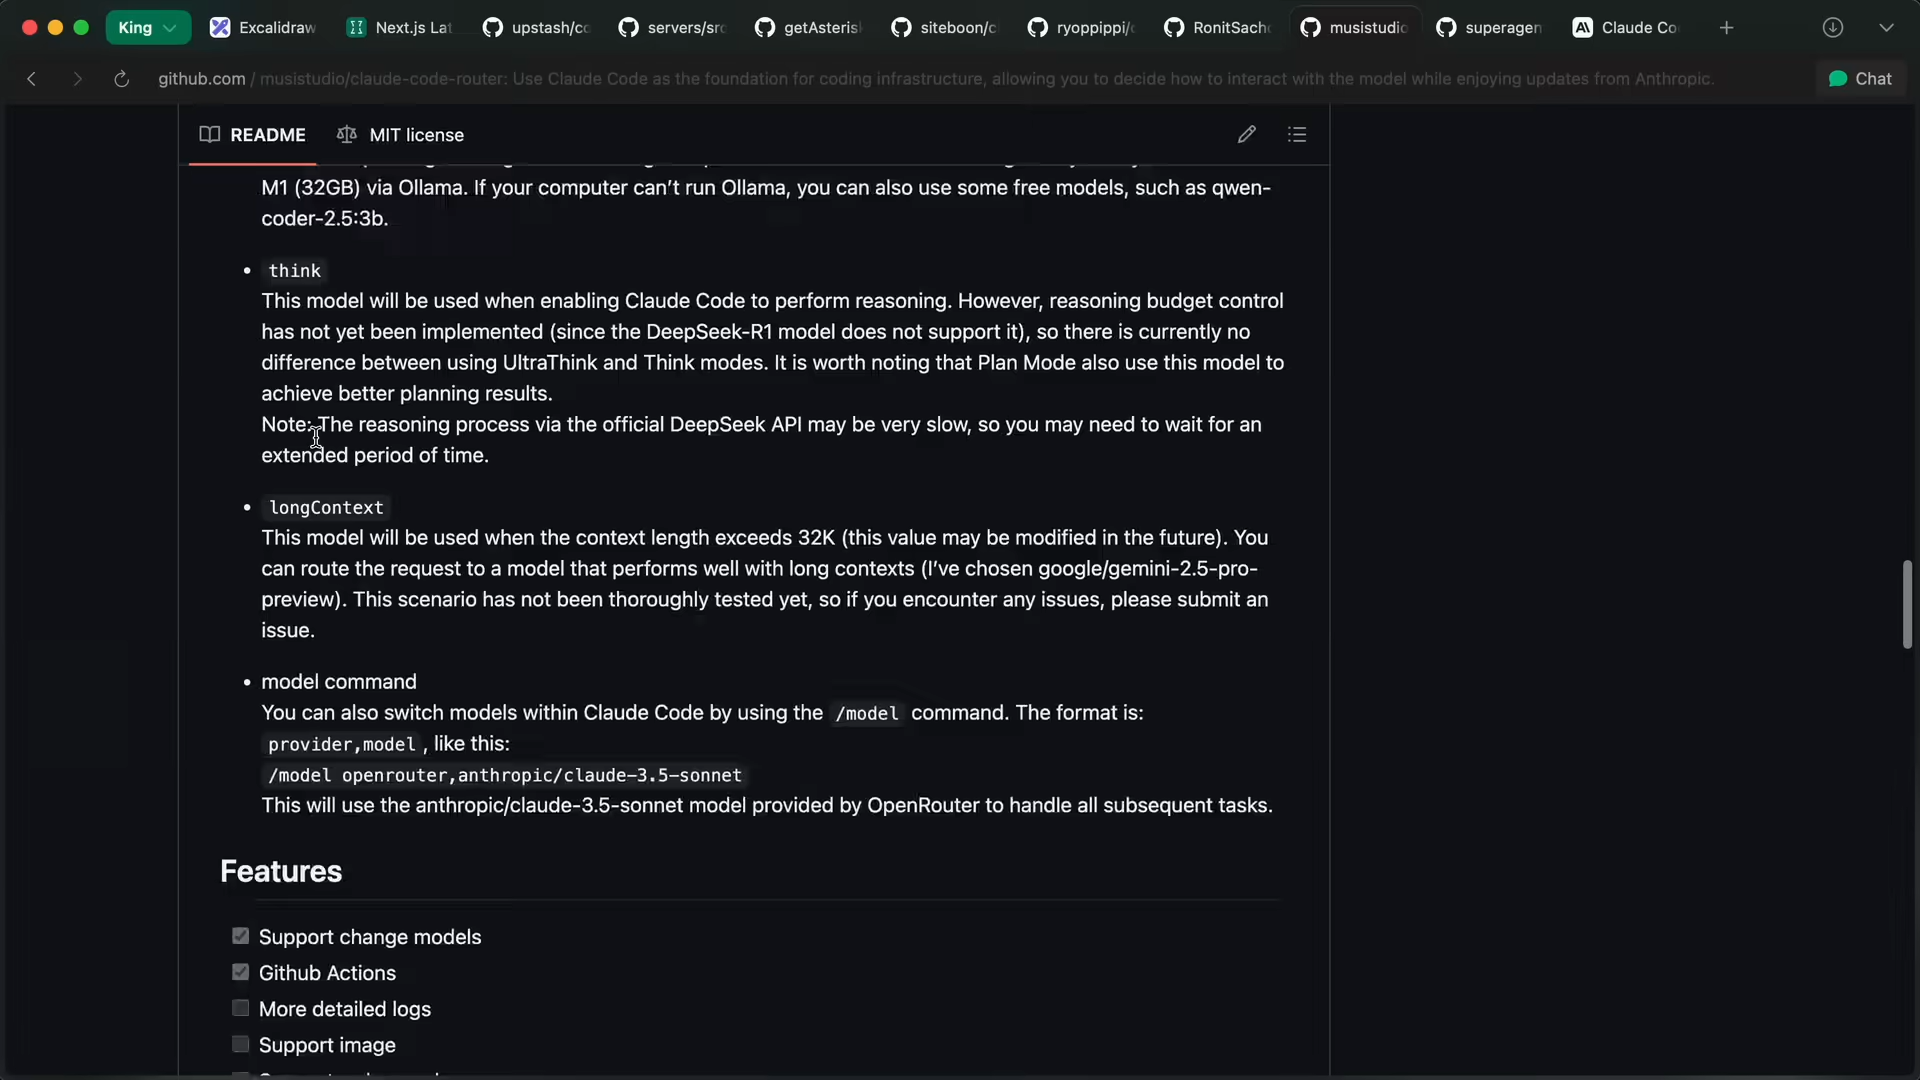 King
Excalidraw
Next.js Lat
upstash/co
servers/src
getAsterisk
siteboon/c
ryoppippi/c
RonitSach
musistudio
superagen
Claude Co
github.com / musistudio/claude-code-router: Use Claude Code as the foundation for coding infrastructure, allowing you to decide how to interact with the model while enjoying updates from Anthropic.
Chat
README
MIT license
M1 (32GB) via Ollama. If your computer can’t run Ollama, you can also use some free models, such as qwen-
coder-2.5:3b.
• think
This model will be used when enabling Claude Code to perform reasoning. However, reasoning budget control
has not yet been implemented (since the DeepSeek-R1 model does not support it), so there is currently no
difference between using UltraThink and Think modes. It is worth noting that Plan Mode also use this model to
achieve better planning results.
Note: The reasoning process via the official DeepSeek API may be very slow, so you may need to wait for an
extended period of time.
• longContext
This model will be used when the context length exceeds 32K (this value may be modified in the future). You
can route the request to a model that performs well with long contexts (I’ve chosen google/gemini-2.5-pro-
preview). This scenario has not been thoroughly tested yet, so if you encounter any issues, please submit an
issue.
• model command
You can also switch models within Claude Code by using the /model command. The format is:
provider,model , like this:
/model openrouter,anthropic/claude-3.5-sonnet
This will use the anthropic/claude-3.5-sonnet model provided by OpenRouter to handle all subsequent tasks.
Features
Support change models
Github Actions
More detailed logs
Support image